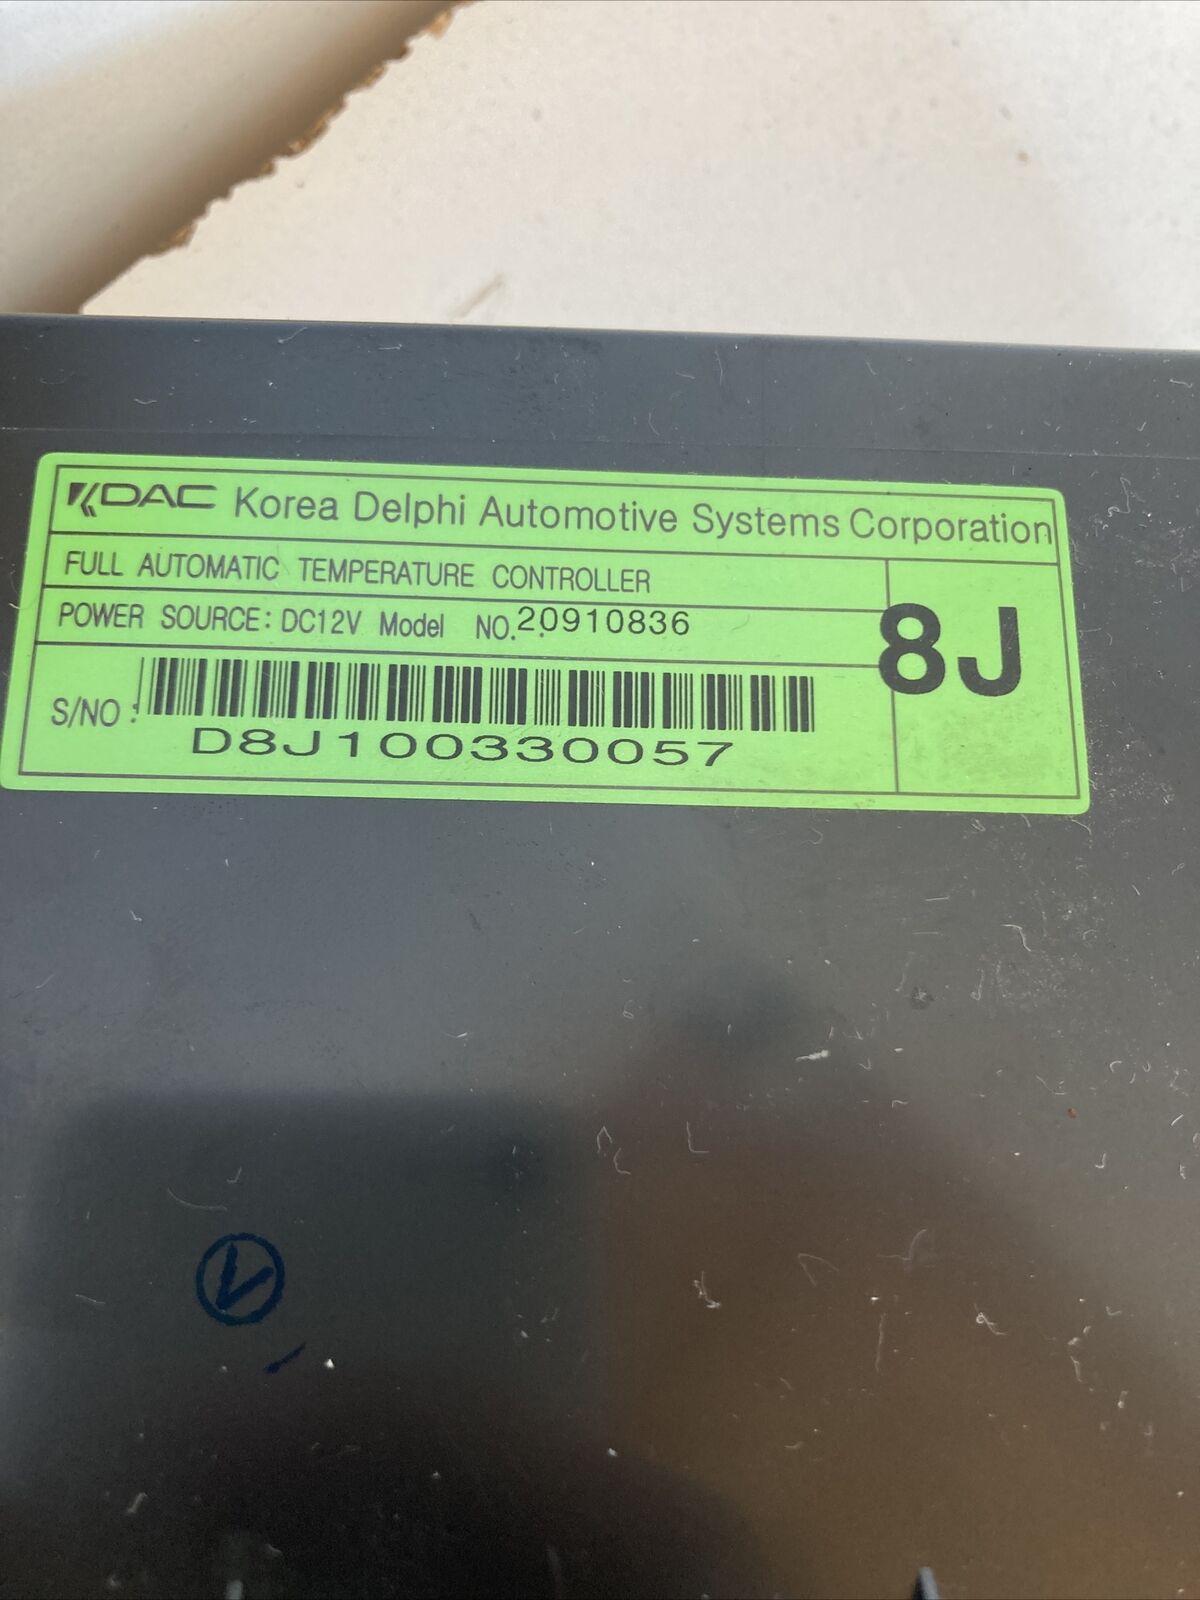 KDAC Korea Delphi Automotive Systems Corporation
FULL AUTOMATIC TEMPERATURE CONTROLLER
POWER SOURCE: DC12V Model NO. 20910836
8J
S/NO :
D8J100330057